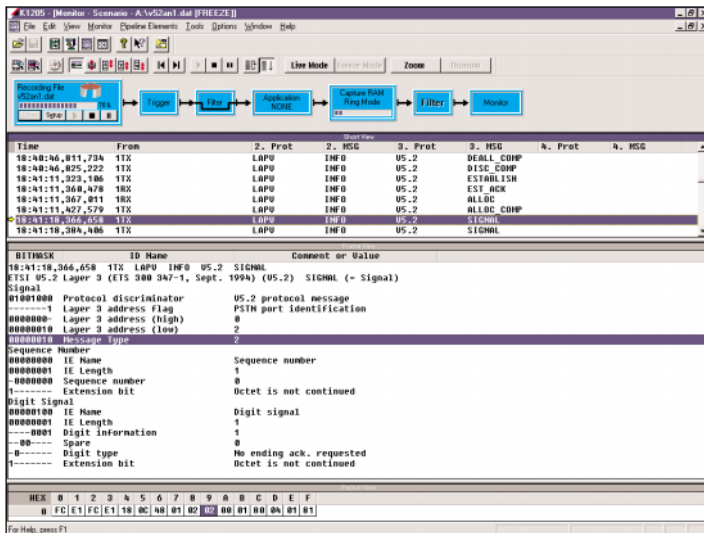 K1205 - [Monitor - Scenario - A:\v52an1.dat [FREEZE]]
File Edit View Monitor Pipeline Elements Tools Options Window Help
Live Mode Freeze Mode Zoom Unzoom
Recording File
v52an1.dat
Setup
Trigger
Filter
Application
NONE
Capture RAM
Ring Mode
Filter
Monitor
Short View
Time From 2. Prot 2. MSG 3. Prot 3. MSG 4. Prot 4. MSG
18:40:46,811,734 1TX LAPV INFO V5.2 DEALL_COMP
18:40:46,825,222 1TX LAPV INFO V5.2 DISC_COMP
18:41:11,323,106 1TX LAPV INFO V5.2 ESTABLISH
18:41:11,360,478 1RX LAPV INFO V5.2 EST_ACK
18:41:11,367,011 1RX LAPV INFO V5.2 ALLOC
18:41:11,427,579 1TX LAPV INFO V5.2 ALLOC_COMP
18:41:18,366,658 1TX LAPV INFO V5.2 SIGNAL
18:41:18,384,406 1TX LAPV INFO V5.2 SIGNAL
Frame View
BITMASK ID Name Comment or Value
18:41:18,366,658 1TX LAPV INFO V5.2 SIGNAL
ETSI V5.2 Layer 3 (ETS 300 347-1, Sept. 1994) (V5.2) SIGNAL (= Signal)
Signal
01001000 Protocol discriminator V5.2 protocol message
-------1 Layer 3 address flag PSTN port identification
0000000- Layer 3 address (high) 0
00000010 Layer 3 address (low) 2
00000010 Message Type 2
Sequence Number
00000000 IE Name Sequence number
00000001 IE Length 1
-0000000 Sequence number 0
1------- Extension bit Octet is not continued
Digit Signal
00000100 IE Name Digit signal
00000001 IE Length 1
----0001 Digit information 1
--00---- Spare 0
-0------ Digit type No ending ack. requested
1------- Extension bit Octet is not continued
HEX 0 1 2 3 4 5 6 7 8 9 A B C D E F
0 FC E1 FC E1 18 0C 48 01 02 02 00 01 80 04 01 81
For Help, press F1